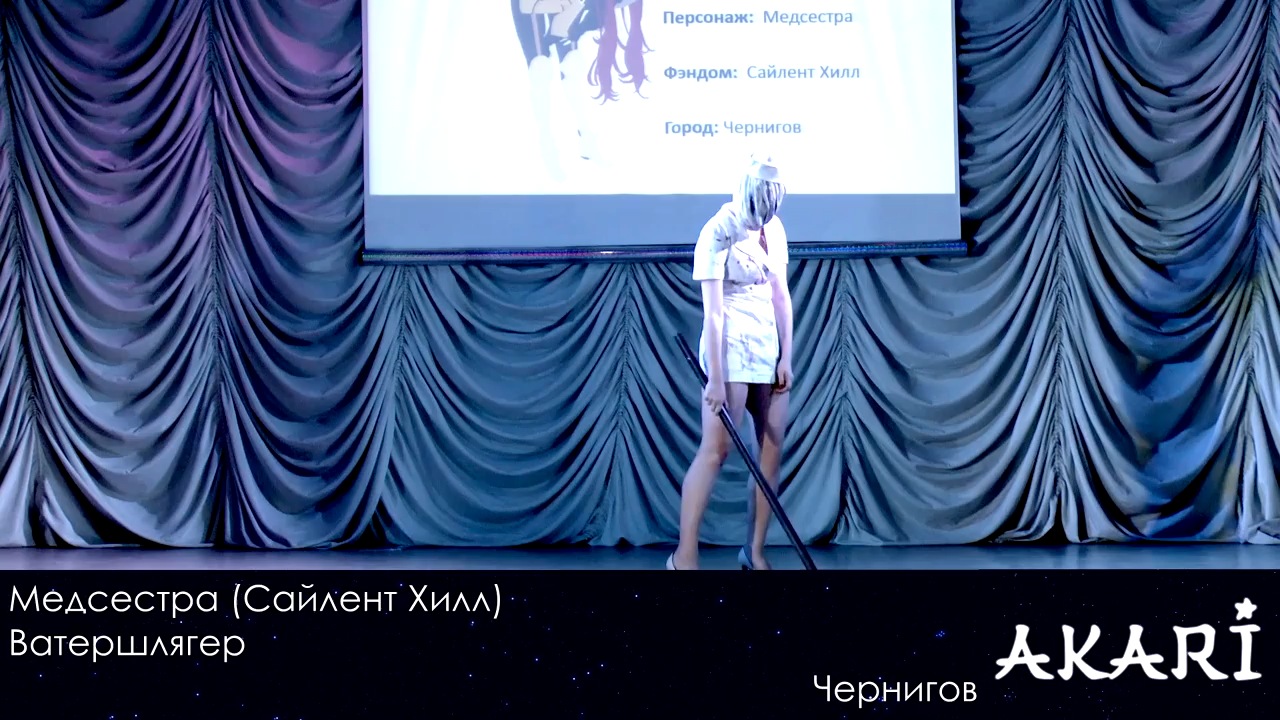 Персонаж: Медсестра
Фэндом: Сайлент Хилл
Город: Чернигов
Медсестра (Сайлент Хилл)
Ватершлягер
Чернигов
AKARI